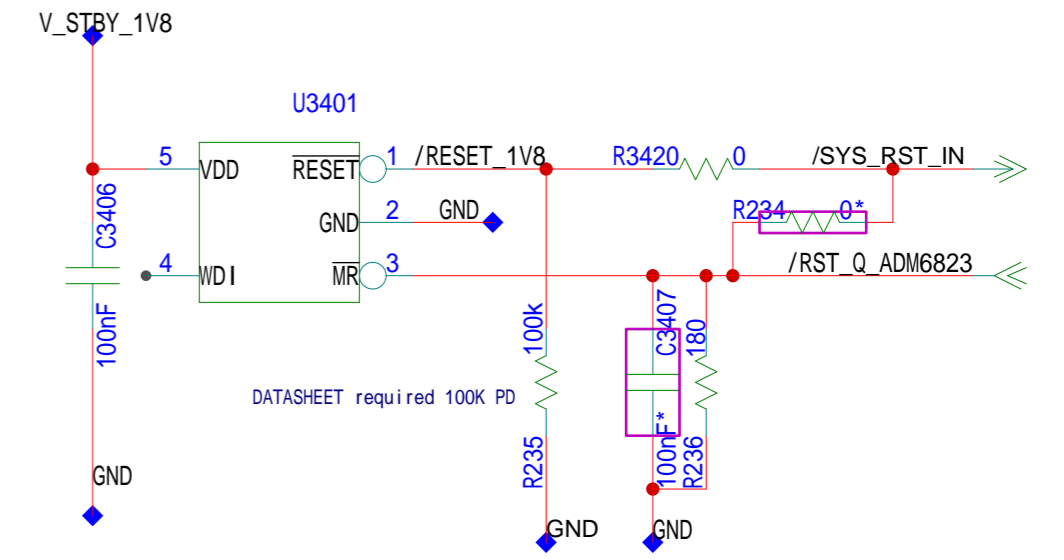 V_STBY_1V8
U3401
5 VDD RESET 1 /RESET_1V8 R3420 0 /SYS_RST_IN
C3406 GND 2 GND R234 0*
4 WDI MR 3 /RST_Q_ADM6823
100nF 100k C3407 180
DATASHEET required 100K PD
R235 100nF* R236
GND
GND GND